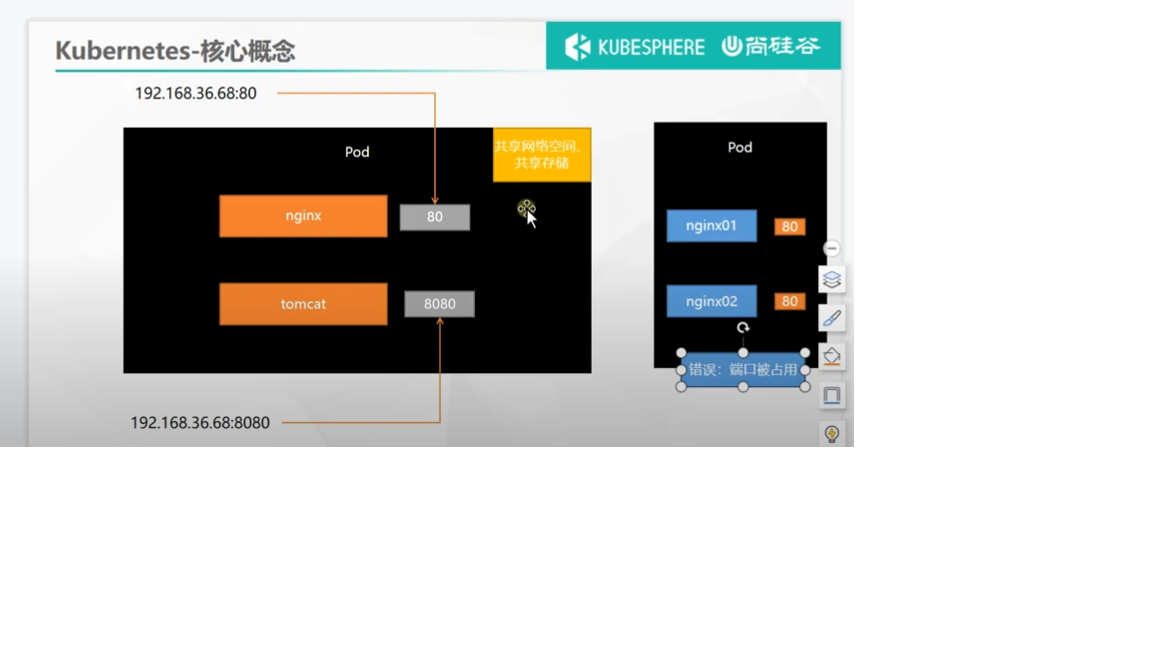 Kubernetes-核心概念
KUBESPHERE 尚硅谷
192.168.36.68:80
Pod
共享网络空间、
共享存储
nginx
80
tomcat
8080
192.168.36.68:8080
Pod
nginx01
80
nginx02
80
错误：端口被占用